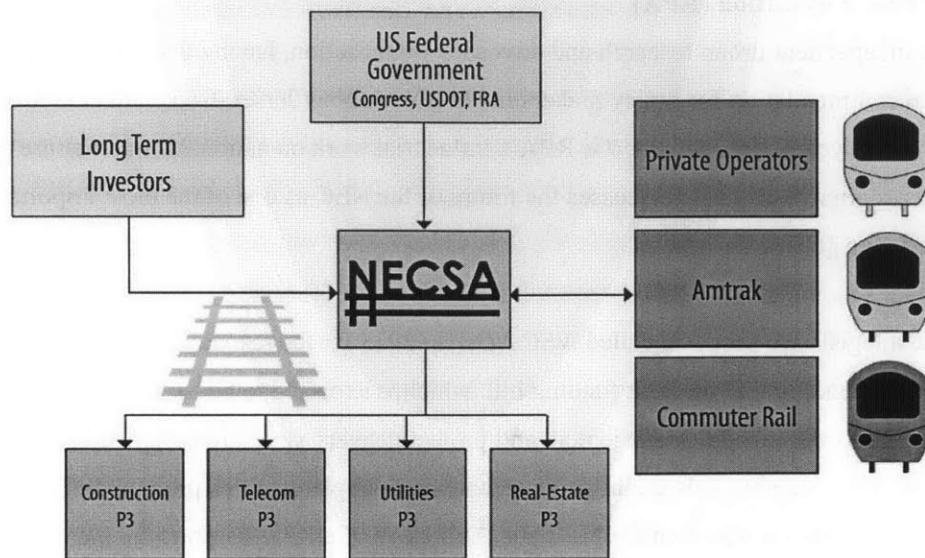 US Federal
Government
Congress, USDOT, FRA
Long Term
Investors
Private Operators
NECSA
Amtrak
Commuter Rail
Construction
P3
Telecom
P3
Utilities
P3
Real-Estate
P3